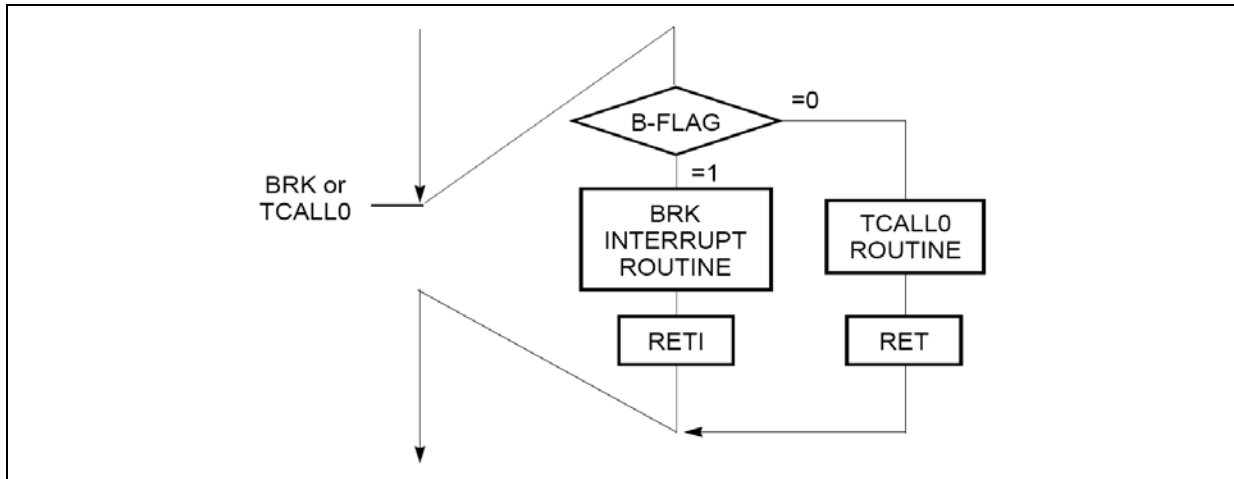 =0
B-FLAG
=1
BRK or
TCALL0
BRK
INTERRUPT
ROUTINE
TCALL0
ROUTINE
RETI
RET